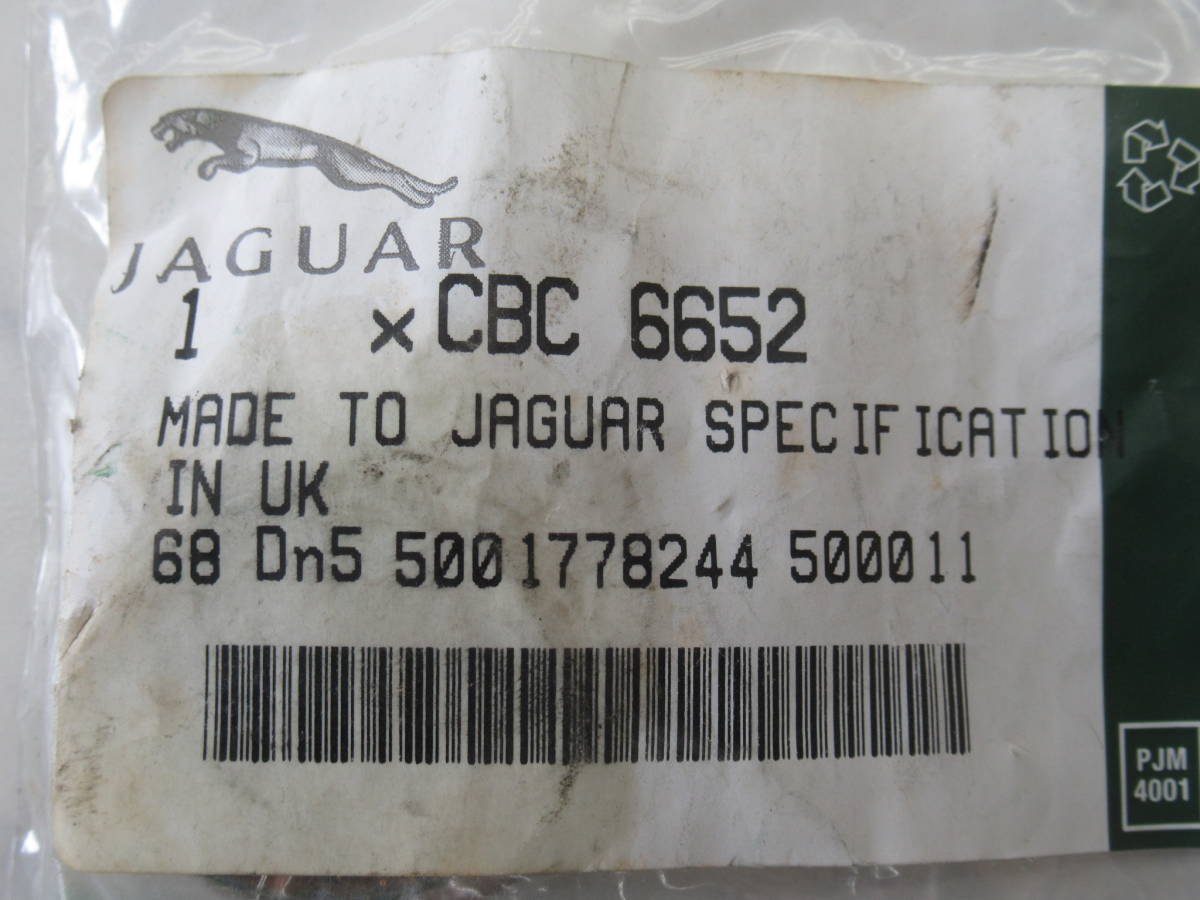 JAGUAR
1 x CBC 6652
MADE TO JAGUAR SPECIFICATION
IN UK
68 Dn5 5001778244 500011
PJM
4001